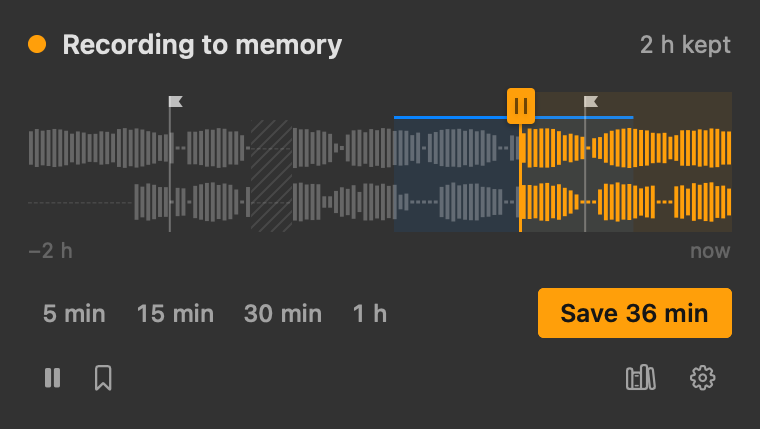 Recording to memory
2 h kept
−2 h
now
5 min
15 min
30 min
1 h
Save 36 min